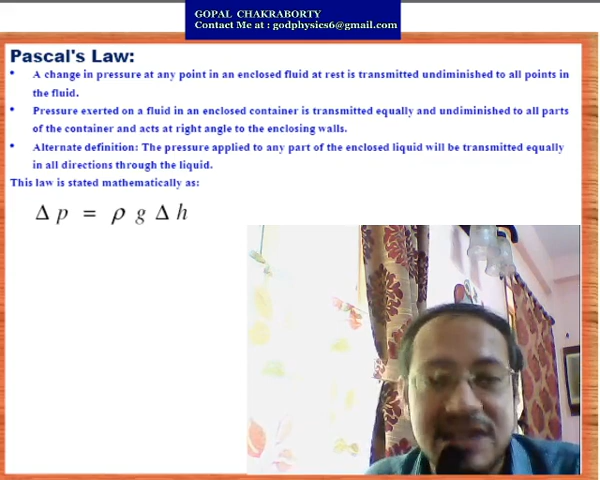 GOPAL CHAKRABORTY
Contact Me at : godphysics6@gmail.com
Pascal's Law:
• A change in pressure at any point in an enclosed fluid at rest is transmitted undiminished to all points in
the fluid.
• Pressure exerted on a fluid in an enclosed container is transmitted equally and undiminished to all parts
of the container and acts at right angle to the enclosing walls.
• Alternate definition: The pressure applied to any part of the enclosed liquid will be transmitted equally
in all directions through the liquid.
This law is stated mathematically as:
Δ p = ρ g Δ h